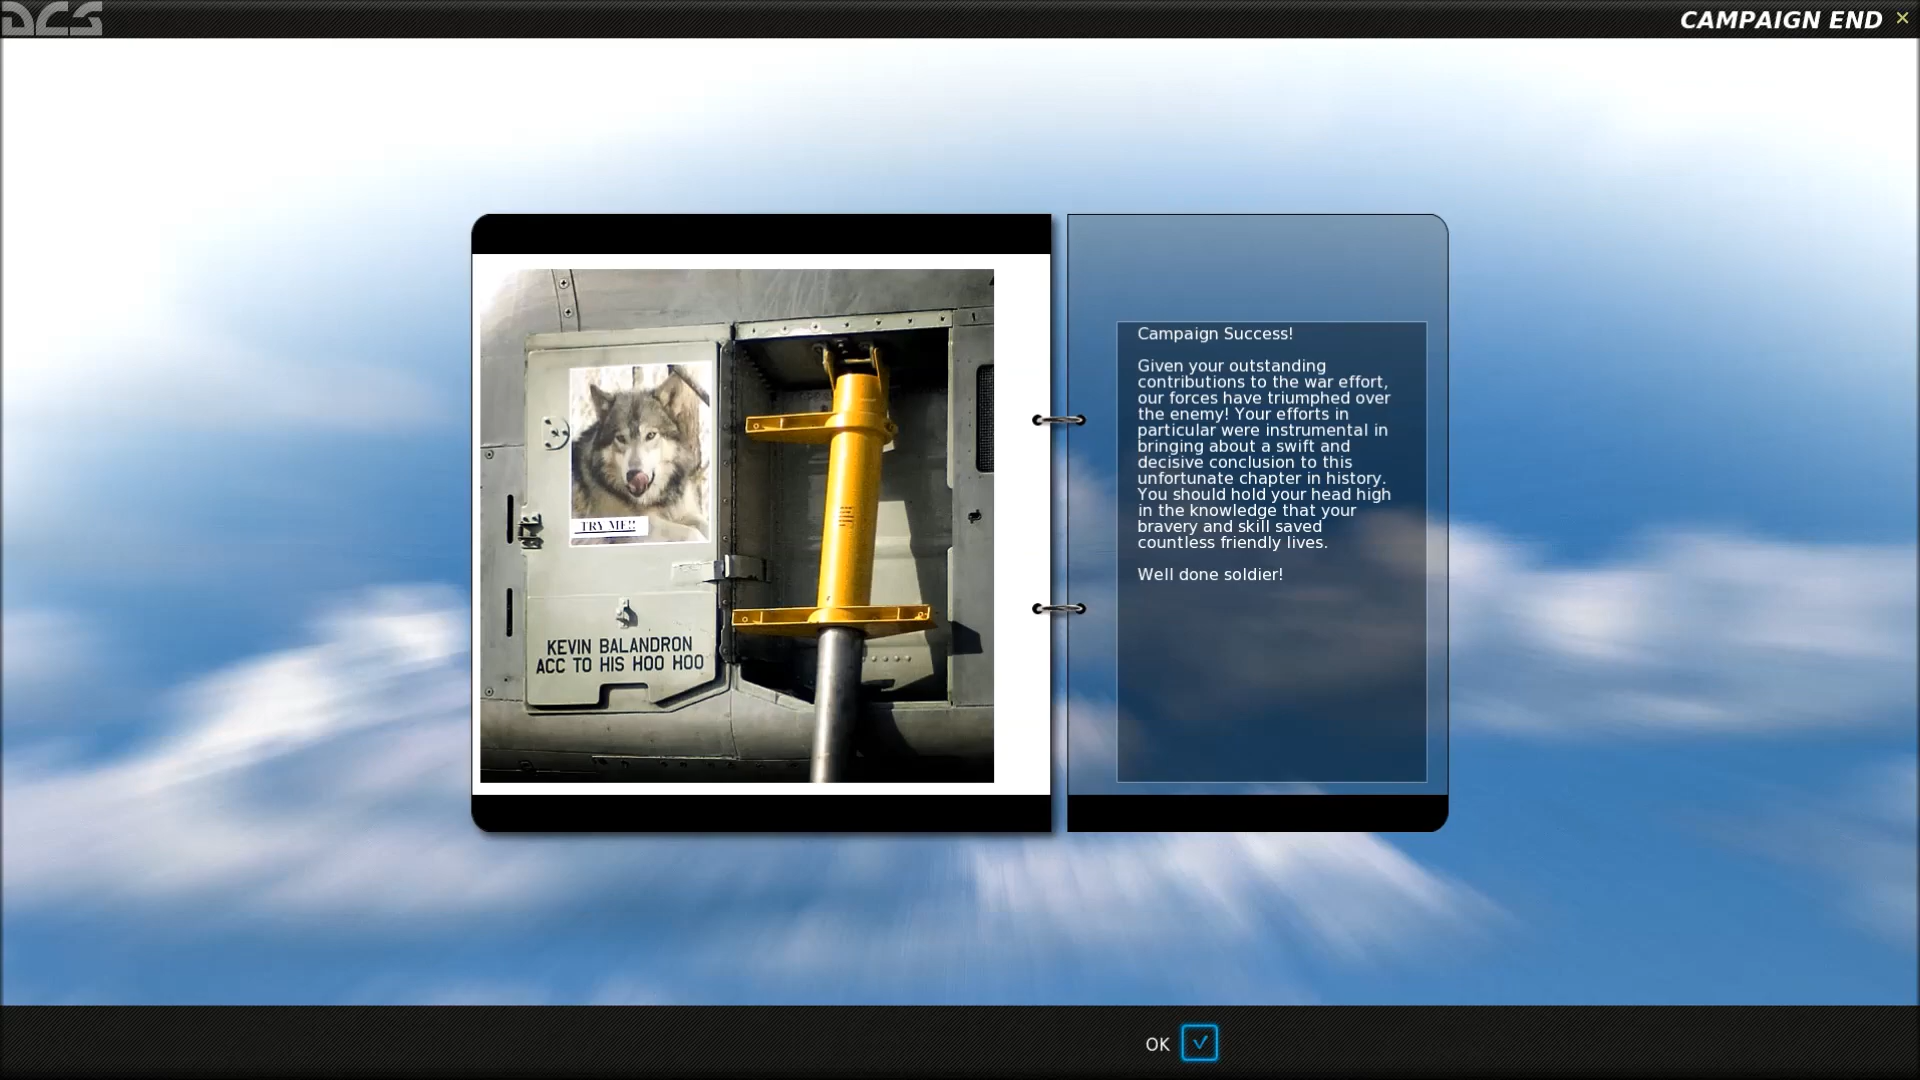 DCS
CAMPAIGN END
TRY ME!!
KEVIN BALANDRON
ACC TO HIS HOO HOO
Campaign Success!
Given your outstanding
contributions to the war effort,
our forces have triumphed over
the enemy! Your efforts in
particular were instrumental in
bringing about a swift and
decisive conclusion to this
unfortunate chapter in history.
You should hold your head high
in the knowledge that your
bravery and skill saved
countless friendly lives.
Well done soldier!
OK